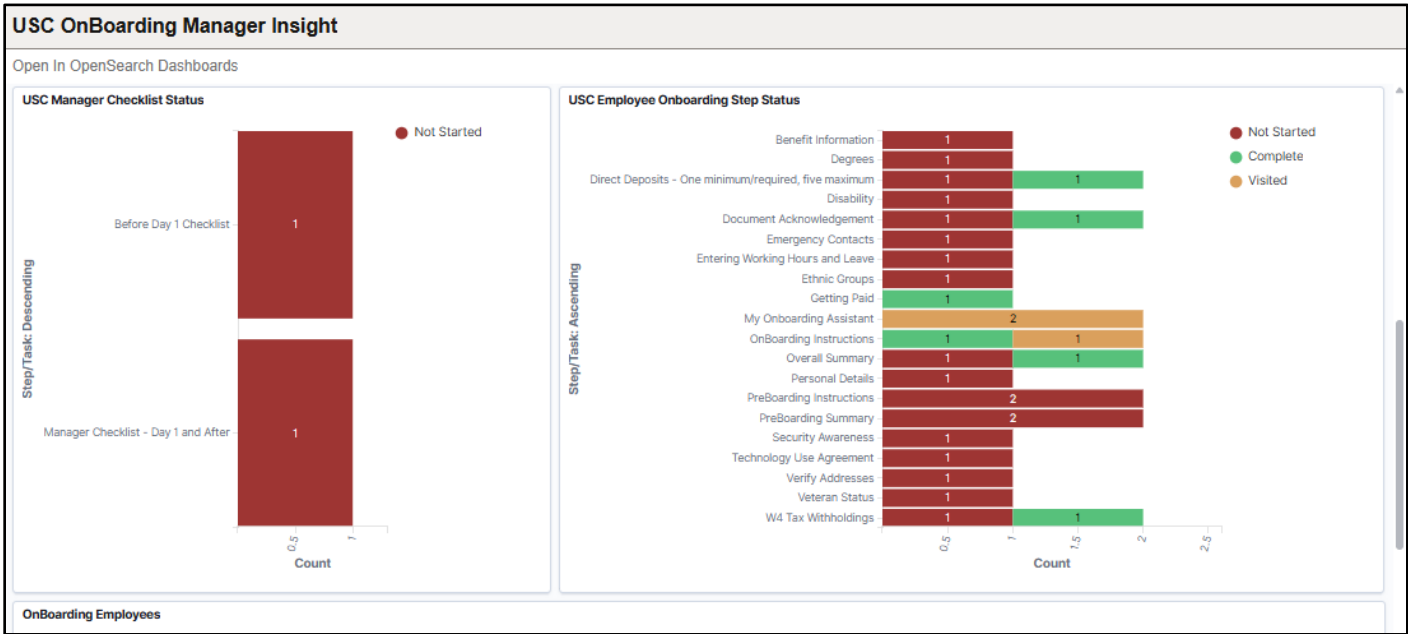 USC OnBoarding Manager Insight
Open In OpenSearch Dashboards
USC Manager Checklist Status
Not Started
Before Day 1 Checklist
1
Manager Checklist - Day 1 and After
1
Step/Task: Descending
0.5
1
Count
USC Employee Onboarding Step Status
Not Started
Complete
Visited
Benefit Information 1
Degrees 1
Direct Deposits - One minimum/required, five maximum 1 1
Disability 1
Document Acknowledgement 1 1
Emergency Contacts 1
Entering Working Hours and Leave 1
Ethnic Groups 1
Getting Paid 1
My Onboarding Assistant 2
OnBoarding Instructions 1 1
Overall Summary 1 1
Personal Details 1
PreBoarding Instructions 2
PreBoarding Summary 2
Security Awareness 1
Technology Use Agreement 1
Verify Addresses 1
Veteran Status 1
W4 Tax Withholdings 1 1
Step/Task: Ascending
0.5
1
1.5
2
2.5
Count
OnBoarding Employees